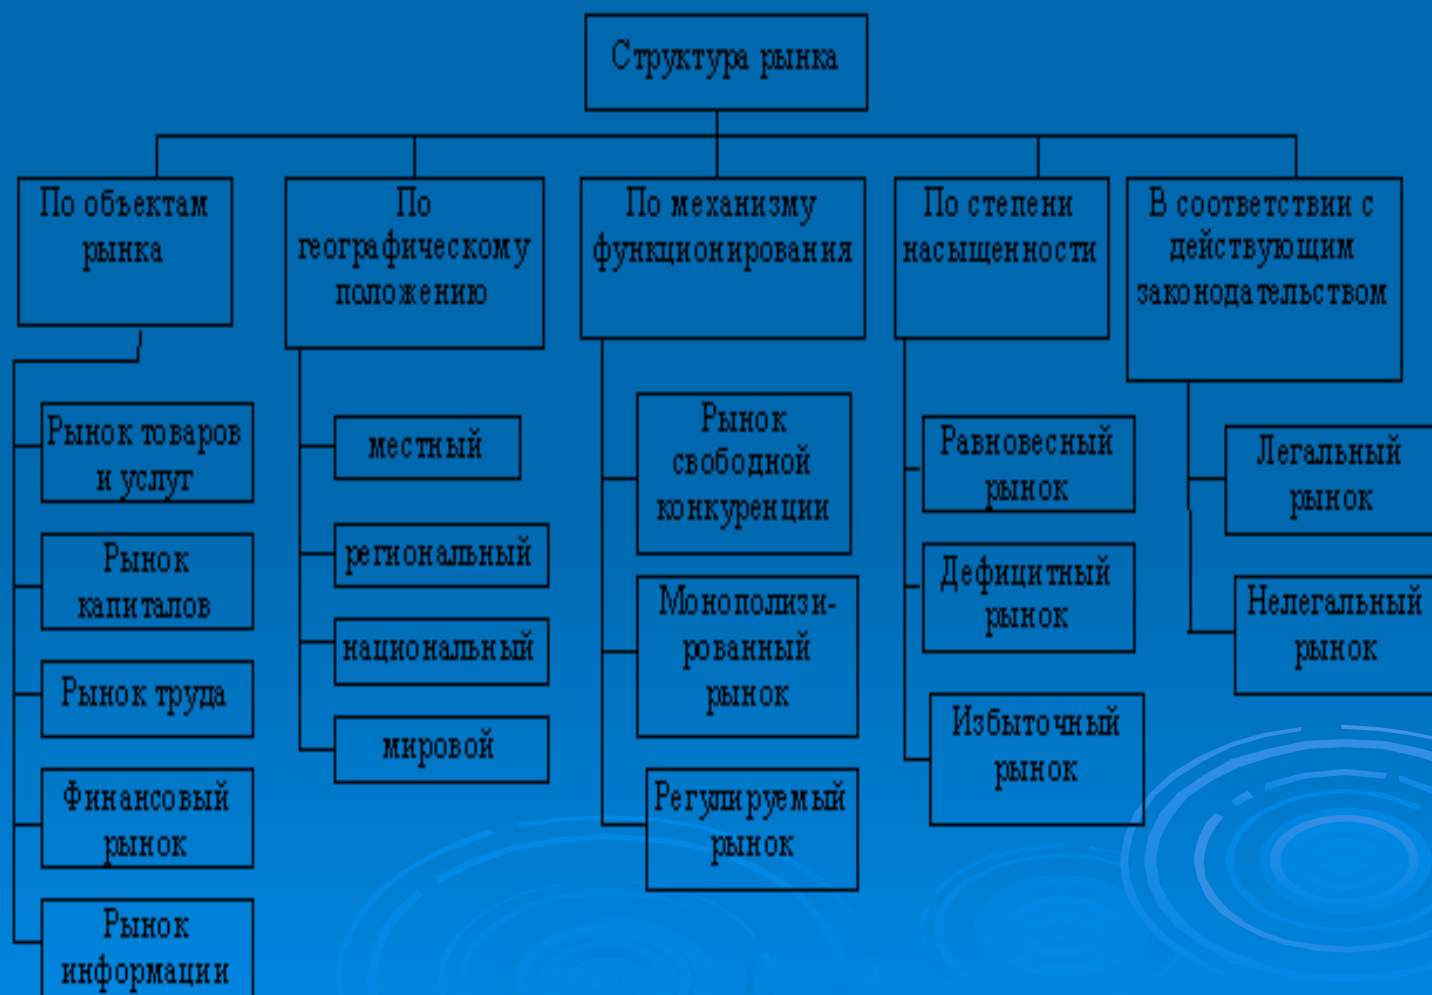 Структура рынка
По объектам
рынка
По
географическому
положению
По механизму
функционирования
По степени
насыщенности
В соответствии с
действующим
законодательством
Рынок товаров
и услуг
Рынок
капиталов
Рынок труда
Финансовый
рынок
Рынок
информации
местный
региональный
национальный
мировой
Рынок
свободной
конкуренции
Монополизи-
рованный
рынок
Регулируемый
рынок
Равновесный
рынок
Дефицитный
рынок
Избыточный
рынок
Легальный
рынок
Нелегальный
рынок